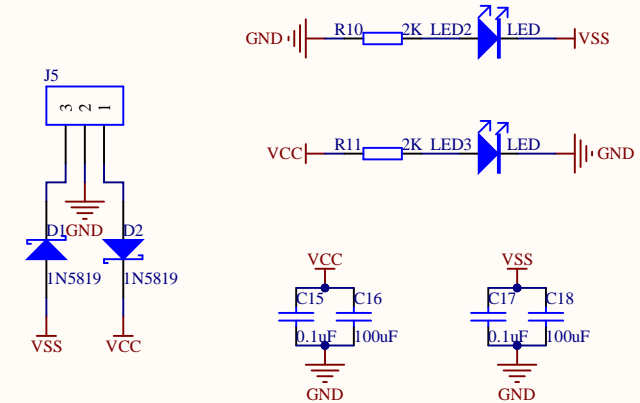 R10 2K LED2 LED
GND VSS
J5
3 2 1
R11 2K LED3 LED
VCC GND
D1 GND D2
1N5819 1N5819
VCC VSS
C15 C16 C17 C18
0.1uF 100uF 0.1uF 100uF
VSS VCC
GND GND